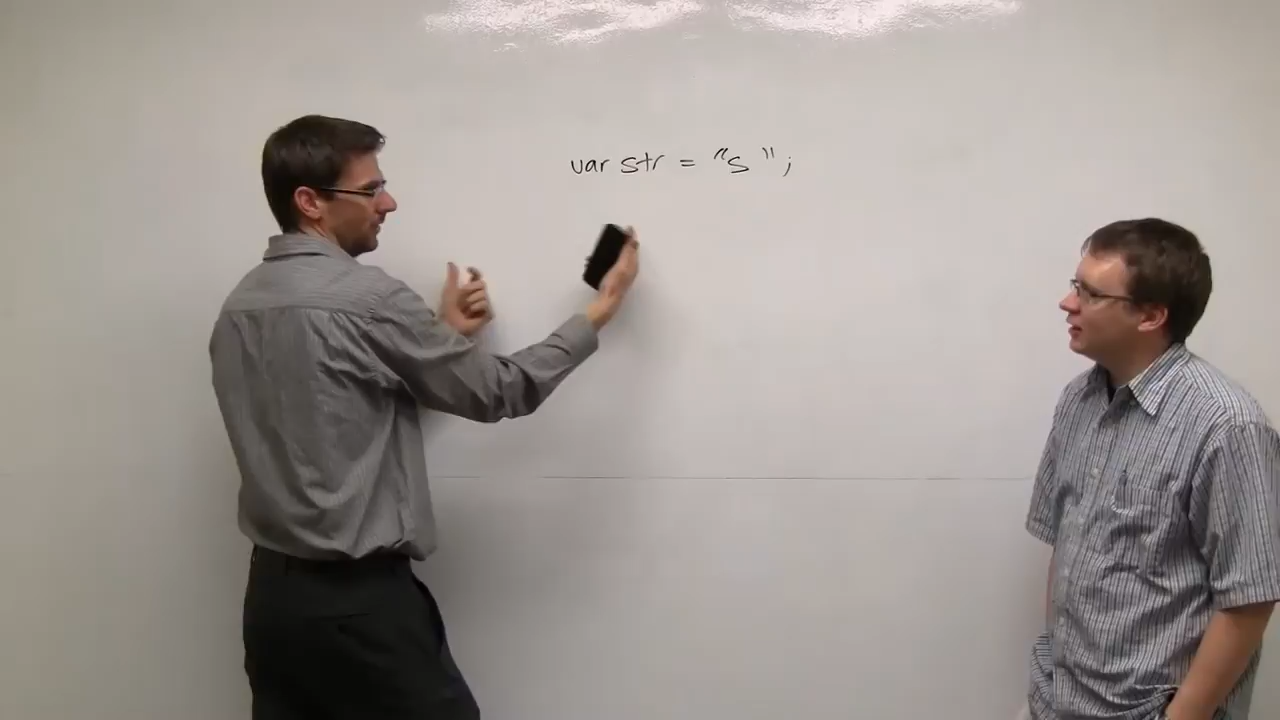 var str = "s ";